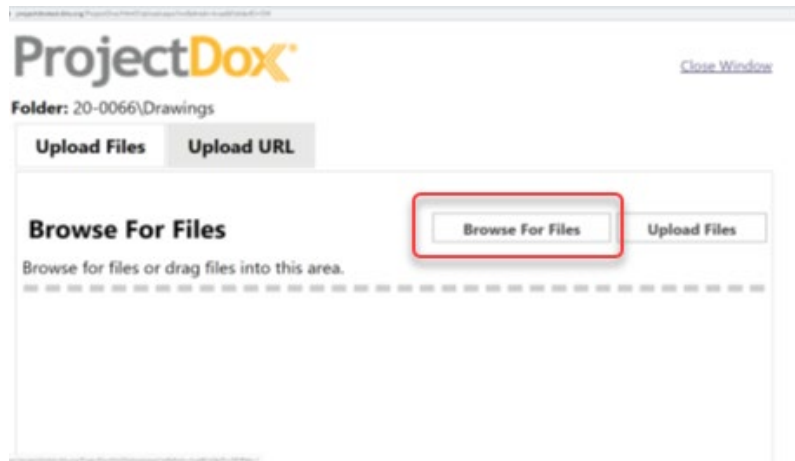 ProjectDox
Close Window
Folder: 20-0066\Drawings
Upload Files Upload URL
Browse For Files Browse For Files Upload Files
Browse for files or drag files into this area.